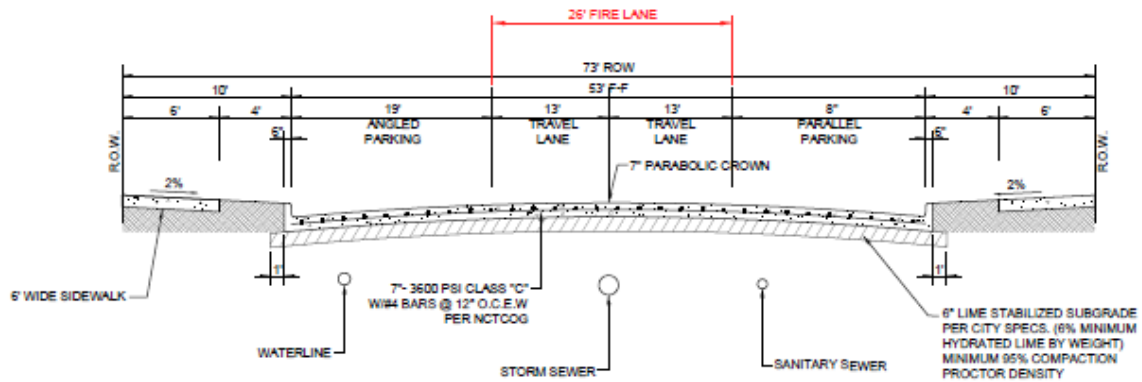 26' FIRE LANE
73' ROW
10'
53' F-F
10'
6'
4'
19'
13'
13'
8"
4'
6'
6"
ANGLED
PARKING
TRAVEL
LANE
TRAVEL
LANE
PARALLEL
PARKING
6"
R.O.W.
R.O.W.
7" PARABOLIC CROWN
2%
2%
1'
1'
6' WIDE SIDEWALK
7"- 3600 PSI CLASS "C"
W/#4 BARS @ 12" O.C.E.W
PER NCTCOG
6" LIME STABILIZED SUBGRADE
PER CITY SPECS. (6% MINIMUM
HYDRATED LIME BY WEIGHT)
MINIMUM 95% COMPACTION
PROCTOR DENSITY
WATERLINE
STORM SEWER
SANITARY SEWER